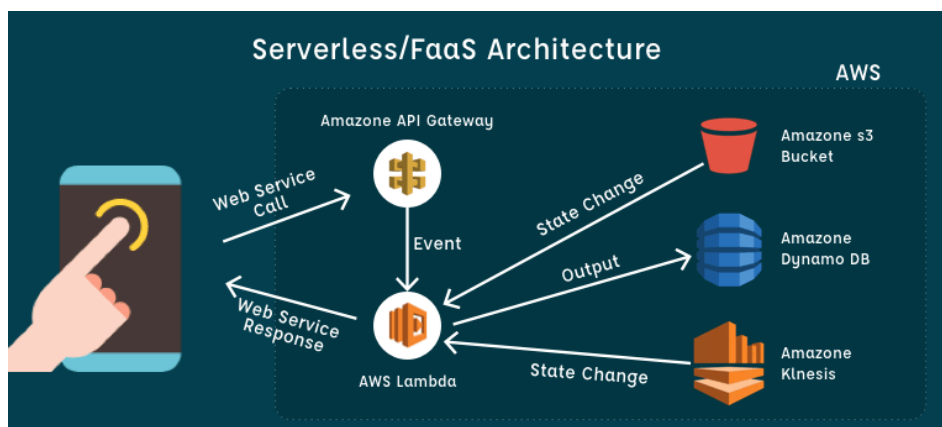 Serverless/FaaS Architecture
AWS
Amazone API Gateway
Amazone s3
Bucket
Web Service
Call
State Change
Event
Amazone
Dynamo DB
Output
Web Service
Response
AWS Lambda
State Change
Amazone
Klnesis